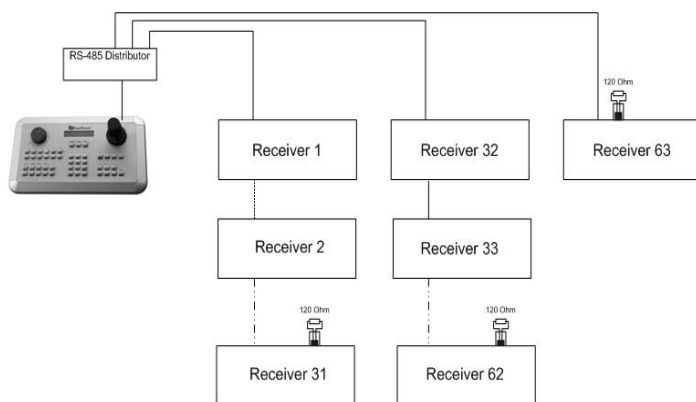 RS-485 Distributor
120 Ohm
Receiver 1
Receiver 32
Receiver 63
Receiver 2
Receiver 33
120 Ohm
120 Ohm
Receiver 31
Receiver 62